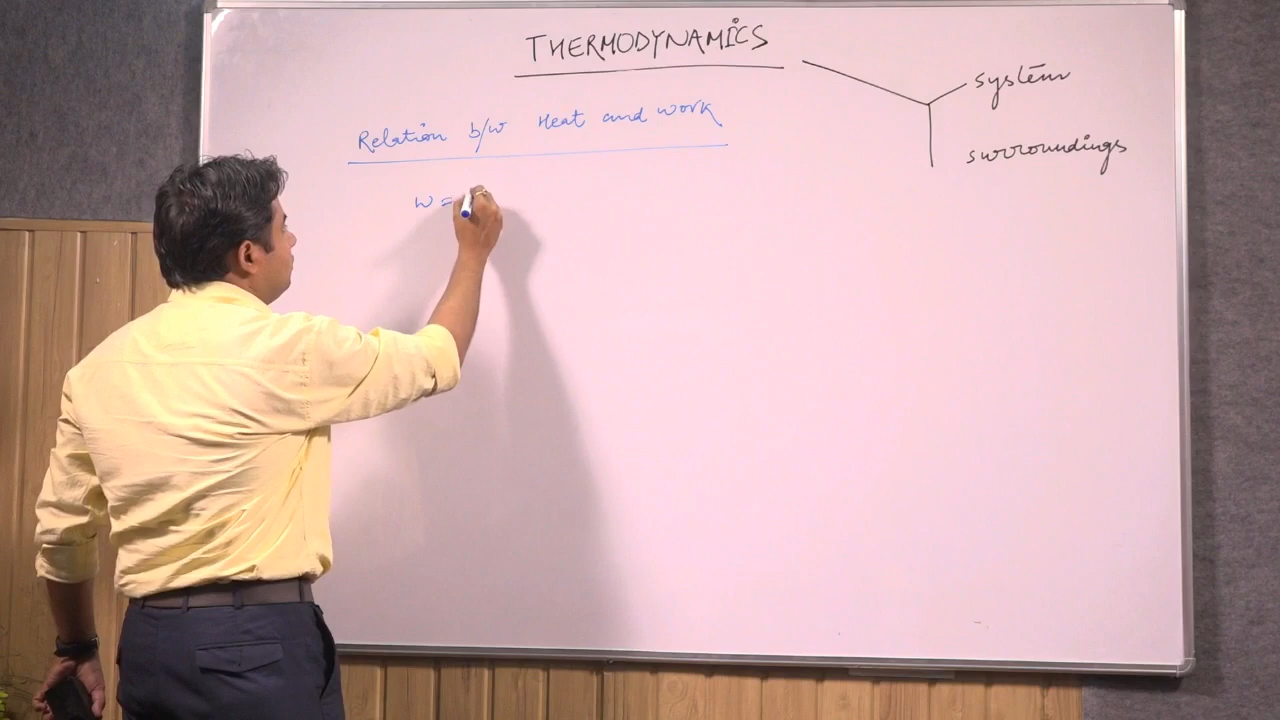 THERMODYNAMICS
system
surroundings
Relation b/w Heat and work
w =